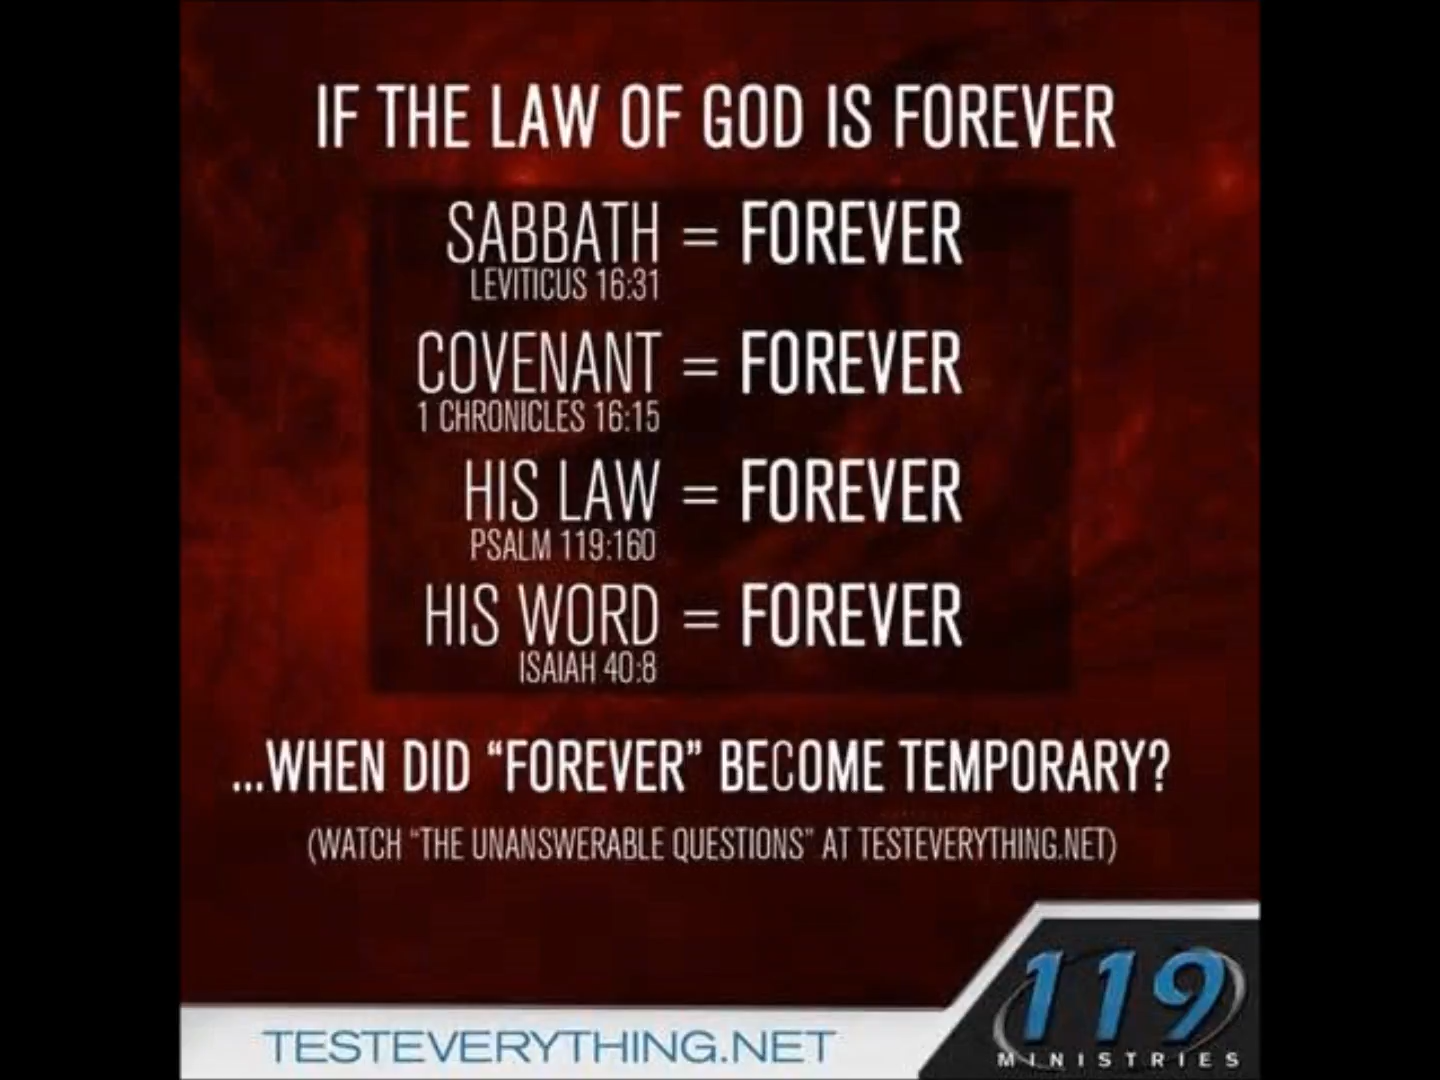 IF THE LAW OF GOD IS FOREVER
SABBATH = FOREVER
LEVITICUS 16:31
COVENANT = FOREVER
1 CHRONICLES 16:15
HIS LAW = FOREVER
PSALM 119:160
HIS WORD = FOREVER
ISAIAH 40:8
...WHEN DID “FOREVER” BECOME TEMPORARY?
(WATCH “THE UNANSWERABLE QUESTIONS” AT TESTEVERYTHING.NET)
119
MINISTRIES
TESTEVERYTHING.NET